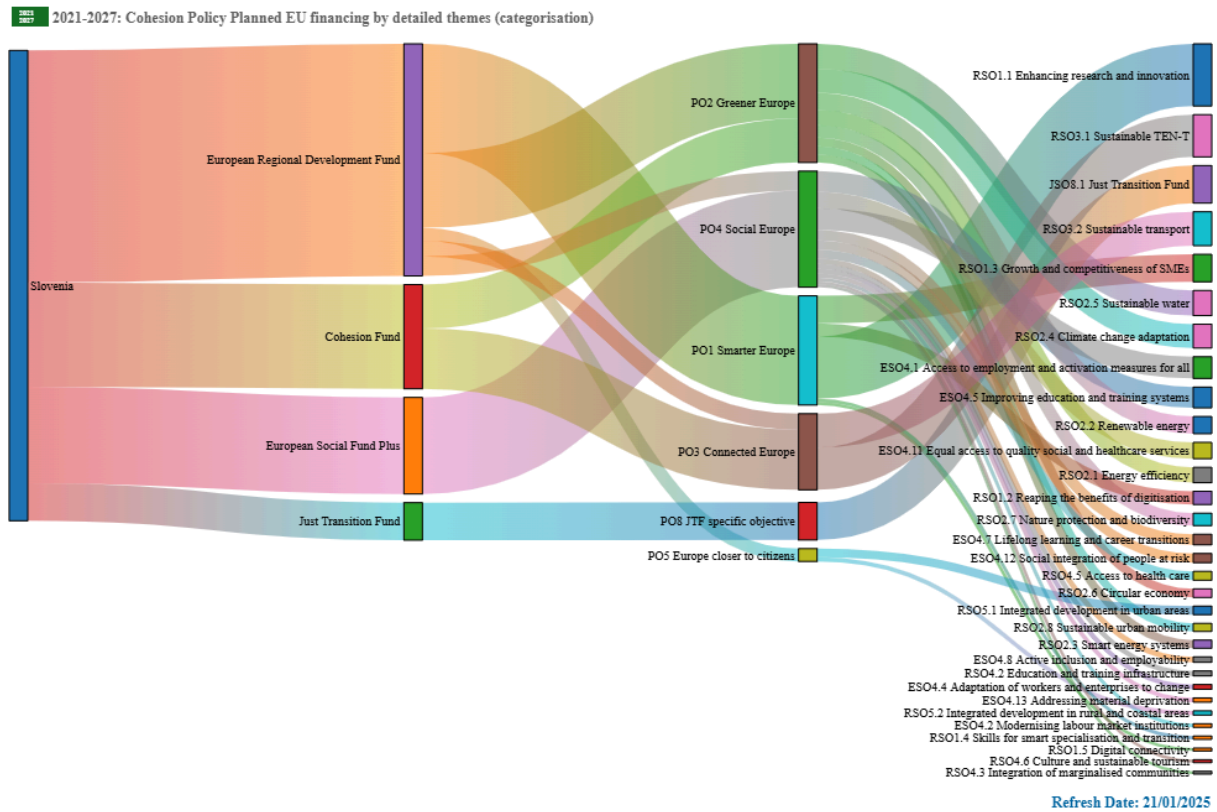 2021
2027
2021-2027: Cohesion Policy Planned EU financing by detailed themes (categorisation)
Slovenia
European Regional Development Fund
Cohesion Fund
European Social Fund Plus
Just Transition Fund
PO2 Greener Europe
PO4 Social Europe
PO1 Smarter Europe
PO3 Connected Europe
PO8 JTF specific objective
PO5 Europe closer to citizens
RSO1.1 Enhancing research and innovation
RSO3.1 Sustainable TEN-T
JSO8.1 Just Transition Fund
RSO3.2 Sustainable transport
RSO1.3 Growth and competitiveness of SMEs
RSO2.5 Sustainable water
RSO2.4 Climate change adaptation
ESO4.1 Access to employment and activation measures for all
ESO4.5 Improving education and training systems
RSO2.2 Renewable energy
ESO4.11 Equal access to quality social and healthcare services
RSO2.1 Energy efficiency
RSO1.2 Reaping the benefits of digitisation
RSO2.7 Nature protection and biodiversity
ESO4.7 Lifelong learning and career transitions
ESO4.12 Social integration of people at risk
RSO4.5 Access to health care
RSO2.6 Circular economy
RSO5.1 Integrated development in urban areas
RSO2.8 Sustainable urban mobility
RSO2.3 Smart energy systems
ESO4.8 Active inclusion and employability
RSO4.2 Education and training infrastructure
ESO4.4 Adaptation of workers and enterprises to change
ESO4.13 Addressing material deprivation
RSO5.2 Integrated development in rural and coastal areas
ESO4.2 Modernising labour market institutions
RSO1.4 Skills for smart specialisation and transition
RSO1.5 Digital connectivity
RSO4.6 Culture and sustainable tourism
RSO4.3 Integration of marginalised communities
Refresh Date: 21/01/2025